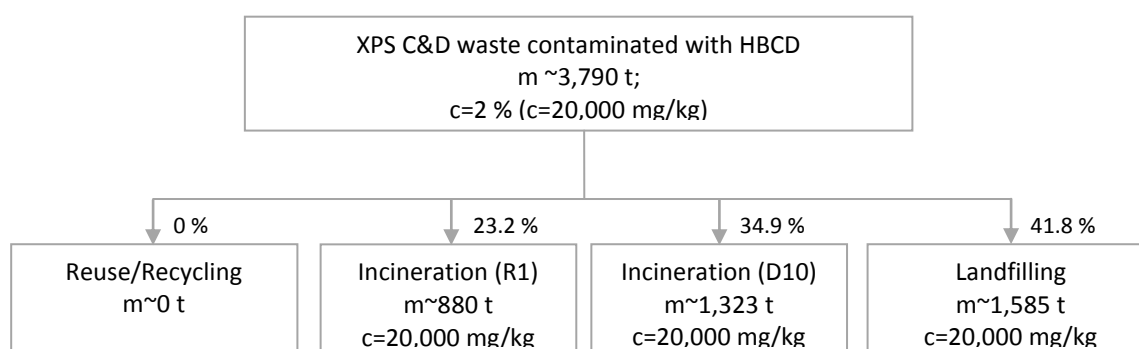 XPS C&D waste contaminated with HBCD
m ~3,790 t;
c=2 % (c=20,000 mg/kg)
0 %
23.2 %
34.9 %
41.8 %
Reuse/Recycling
m~0 t
Incineration (R1)
m~880 t
c=20,000 mg/kg
Incineration (D10)
m~1,323 t
c=20,000 mg/kg
Landfilling
m~1,585 t
c=20,000 mg/kg